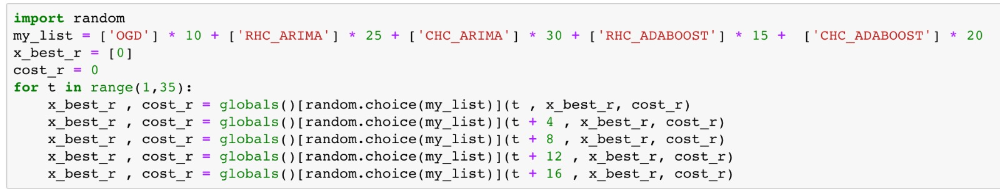 import random
my_list = ['OGD'] * 10 + ['RHC_ARIMA'] * 25 + ['CHC_ARIMA'] * 30 + ['RHC_ADABOOST'] * 15 +  ['CHC_ADABOOST'] * 20
x_best_r = [0]
cost_r = 0
for t in range(1,35):
    x_best_r , cost_r = globals()[random.choice(my_list)](t , x_best_r, cost_r)
    x_best_r , cost_r = globals()[random.choice(my_list)](t + 4 , x_best_r, cost_r)
    x_best_r , cost_r = globals()[random.choice(my_list)](t + 8 , x_best_r, cost_r)
    x_best_r , cost_r = globals()[random.choice(my_list)](t + 12 , x_best_r, cost_r)
    x_best_r , cost_r = globals()[random.choice(my_list)](t + 16 , x_best_r, cost_r)